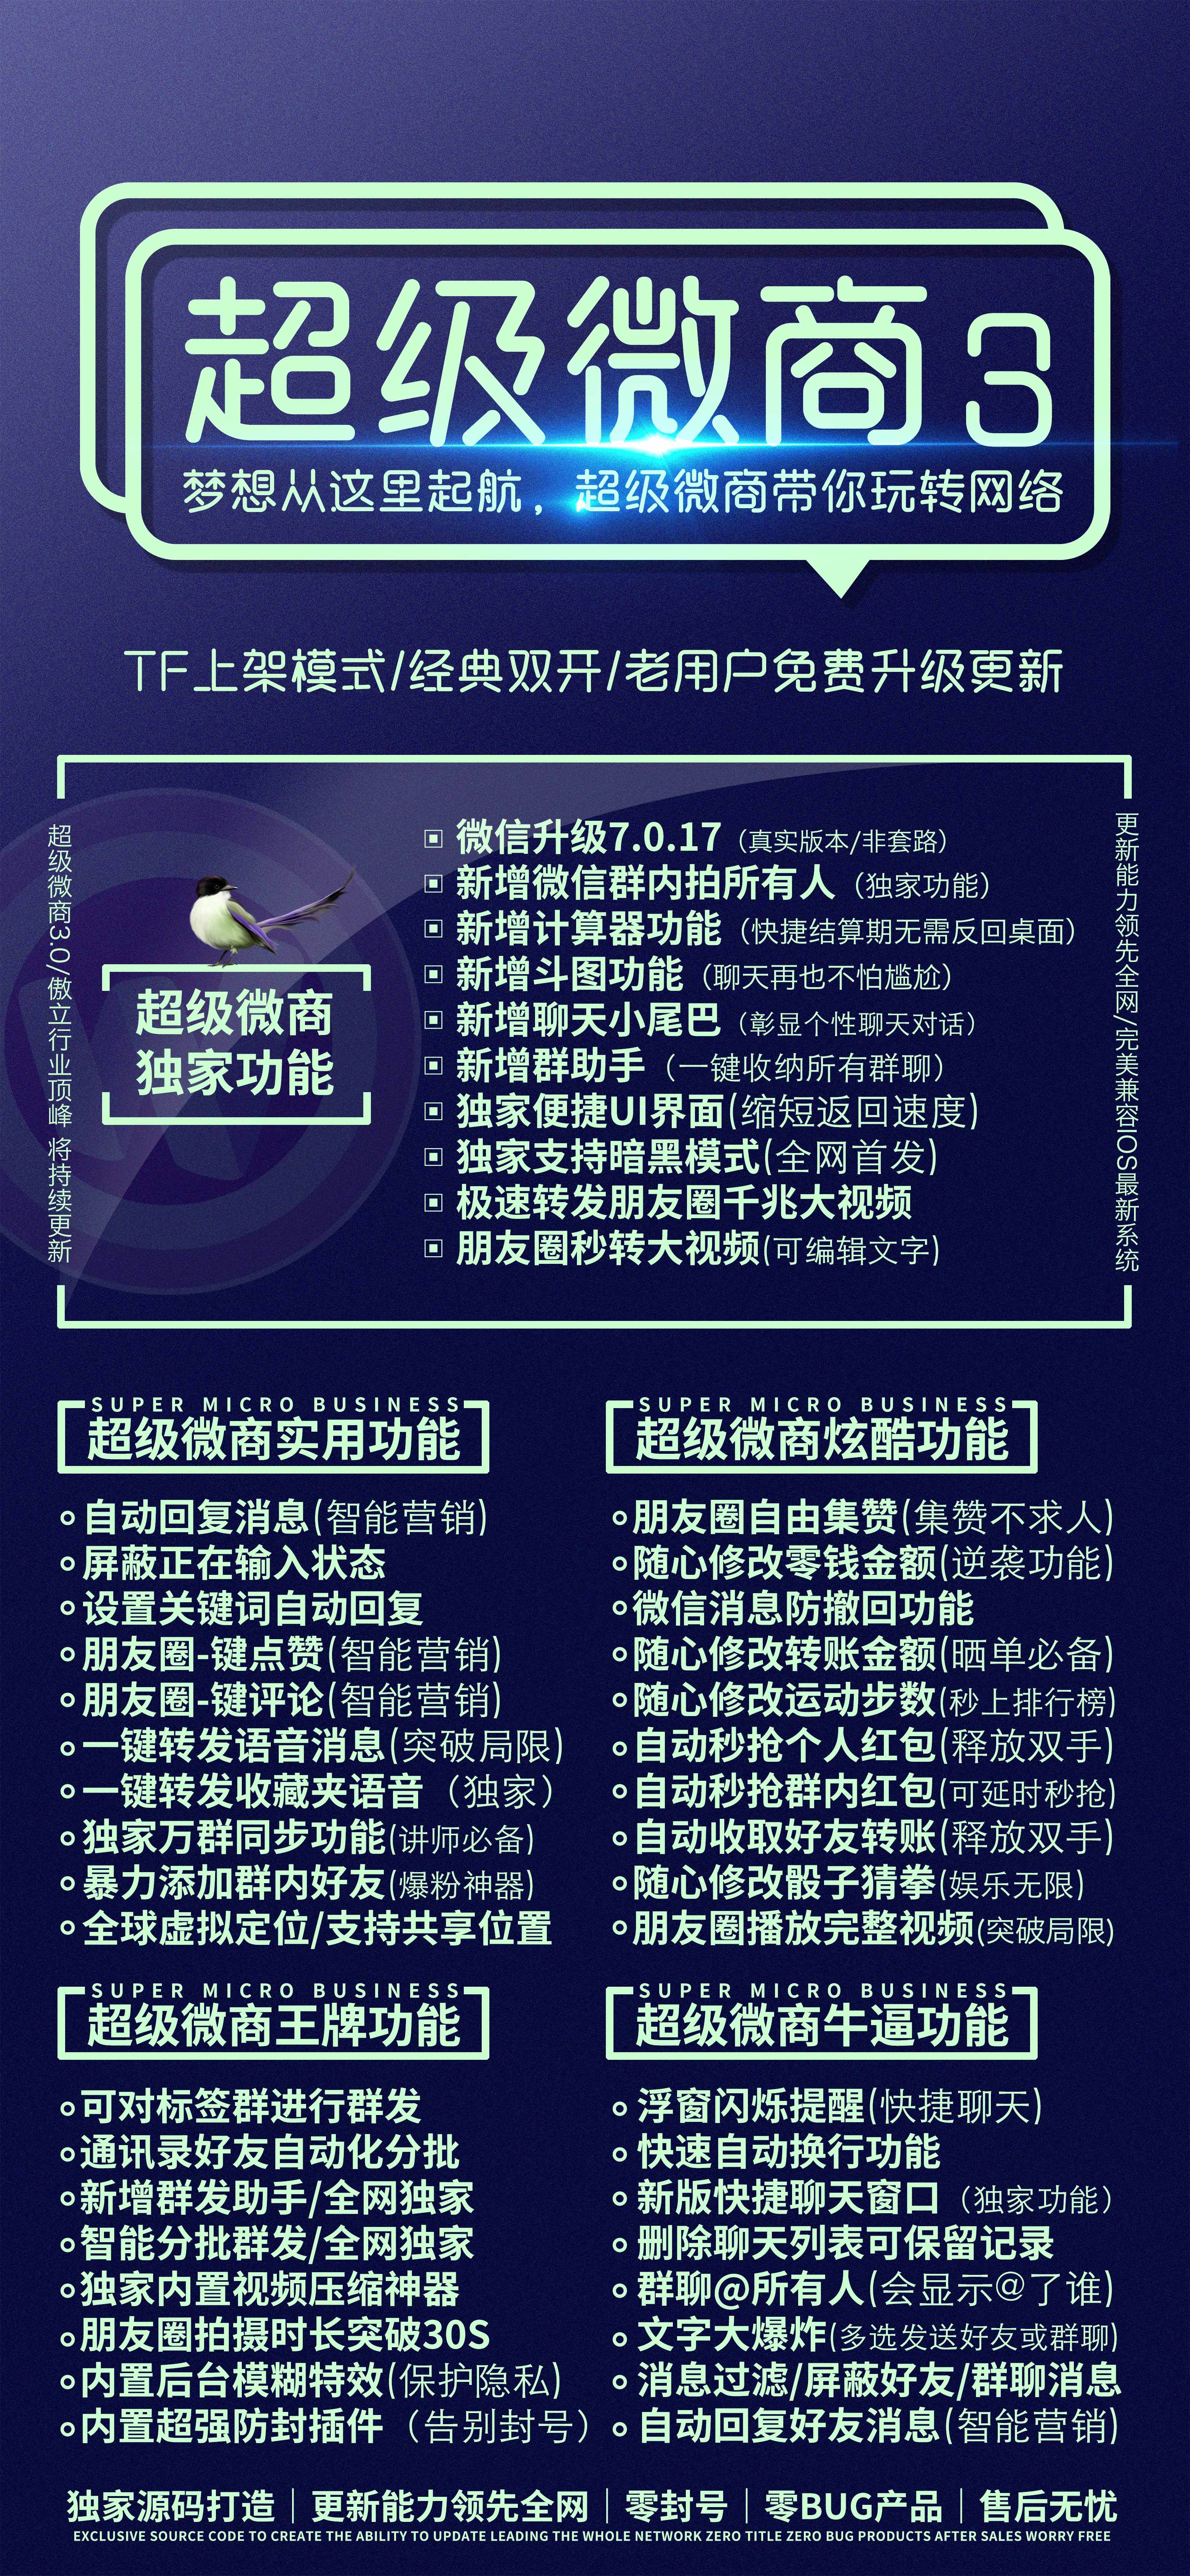 超级微商3
梦想从这里起航，超级微商带你玩转网络
TF上架模式/经典双开/老用户免费升级更新
超级微商3.0/傲立行业顶峰 将持续更新
超级微商
独家功能
微信升级7.0.17（真实版本/非套路）
新增微信群内拍所有人（独家功能）
新增计算器功能（快捷结算期无需反回桌面）
新增斗图功能（聊天再也不怕尴尬）
新增聊天小尾巴（彰显个性聊天对话）
新增群助手（一键收纳所有群聊）
独家便捷UI界面(缩短返回速度)
独家支持暗黑模式(全网首发)
极速转发朋友圈千兆大视频
朋友圈秒转大视频(可编辑文字)
更新能力领先全网/完美兼容IOS最新系统
SUPER MICRO BUSINESS
超级微商实用功能
自动回复消息(智能营销)
屏蔽正在输入状态
设置关键词自动回复
朋友圈-键点赞(智能营销)
朋友圈-键评论(智能营销)
一键转发语音消息(突破局限)
一键转发收藏夹语音（独家）
独家万群同步功能(讲师必备)
暴力添加群内好友(爆粉神器)
全球虚拟定位/支持共享位置
SUPER MICRO BUSINESS
超级微商炫酷功能
朋友圈自由集赞(集赞不求人)
随心修改零钱金额(逆袭功能)
微信消息防撤回功能
随心修改转账金额(晒单必备)
随心修改运动步数(秒上排行榜)
自动秒抢个人红包(释放双手)
自动秒抢群内红包(可延时秒抢)
自动收取好友转账(释放双手)
随心修改骰子猜拳(娱乐无限)
朋友圈播放完整视频(突破局限)
SUPER MICRO BUSINESS
超级微商王牌功能
可对标签群进行群发
通讯录好友自动化分批
新增群发助手/全网独家
智能分批群发/全网独家
独家内置视频压缩神器
朋友圈拍摄时长突破30S
内置后台模糊特效(保护隐私)
内置超强防封插件（告别封号）
SUPER MICRO BUSINESS
超级微商牛逼功能
浮窗闪烁提醒(快捷聊天)
快速自动换行功能
新版快捷聊天窗口（独家功能）
删除聊天列表可保留记录
群聊@所有人(会显示@了谁)
文字大爆炸(多选发送好友或群聊)
消息过滤/屏蔽好友/群聊消息
自动回复好友消息(智能营销)
独家源码打造｜更新能力领先全网｜零封号｜零BUG产品｜售后无忧
EXCLUSIVE SOURCE CODE TO CREATE THE ABILITY TO UPDATE LEADING THE WHOLE NETWORK ZERO TITLE ZERO BUG PRODUCTS AFTER SALES WORRY FREE